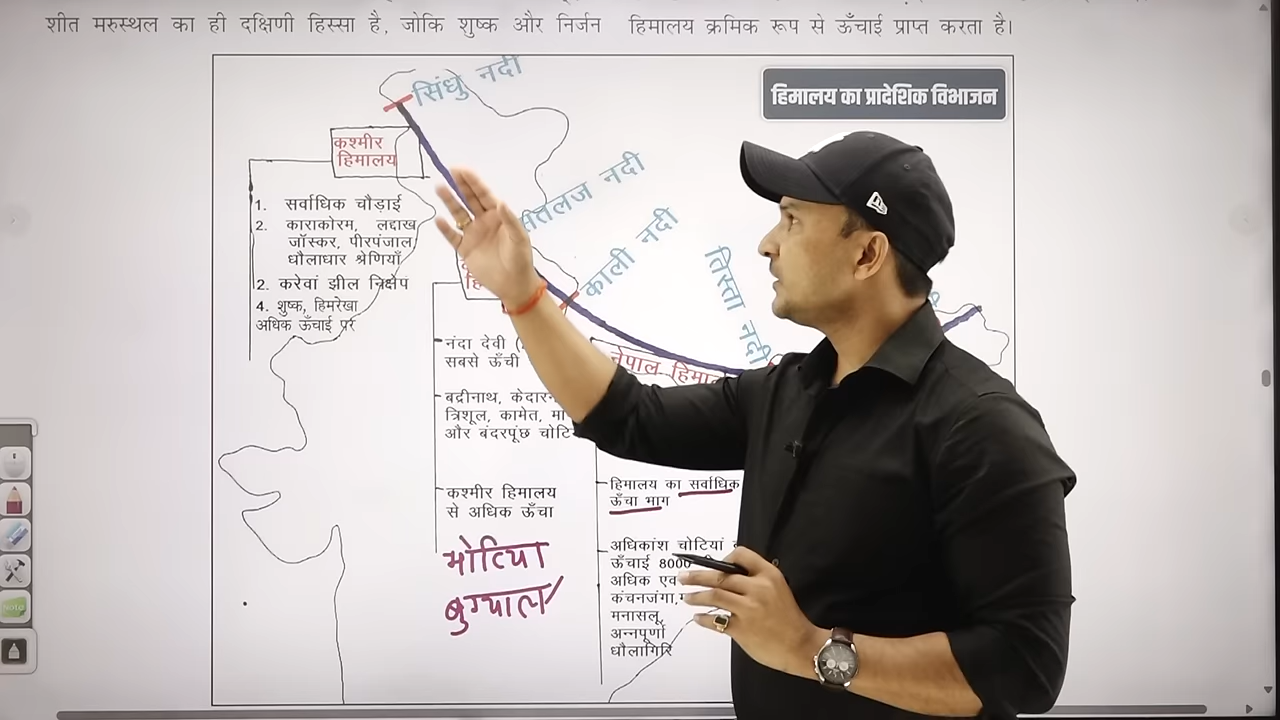 शीत मरुस्थल का ही दक्षिणी हिस्सा है, जोकि शुष्क और निर्जन हिमालय क्रमिक रूप से ऊँचाई प्राप्त करता है।
हिमालय का प्रादेशिक विभाजन
सिंधु नदी
कश्मीर
हिमालय
1. सर्वाधिक चौड़ाई
2. काराकोरम, लद्दाख
जॉस्कर, पीरपंजाल,
धौलाधार श्रेणियाँ
2. करेवां झील निक्षेप
4. शुष्क, हिमरेखा
अधिक ऊँचाई पर
नदी
काली नदी
तिस्ता नदी
नंदा देवी
सबसे ऊँची
बद्रीनाथ,
त्रिशूल, कामेत,
और बंदरपूंछ
कश्मीर हिमालय
से अधिक ऊँचा
भोटिया
बुग्याल
नेपाल
हिमालय का सर्वाधिक
ऊँचा भाग
अधिकांश चोटियां
ऊँचाई 8000
अधिक
कंचनजंगा,
मनासलू,
अन्नपूर्णा
धौलागिरि